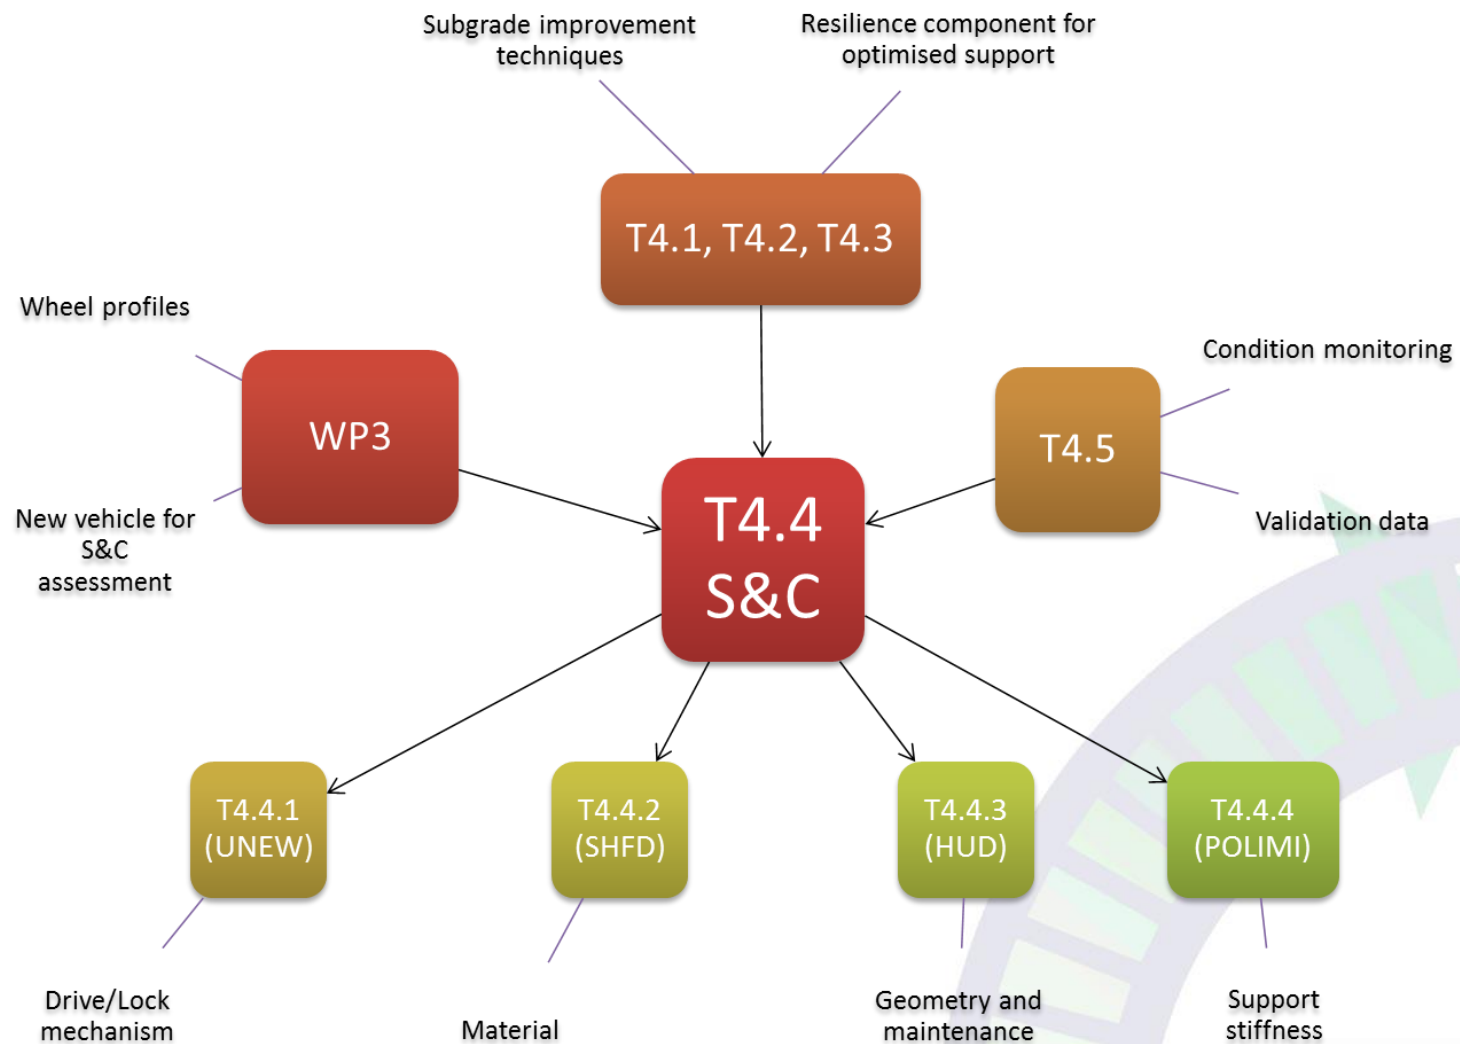 Subgrade improvement
techniques
Resilience component for
optimised support
T4.1, T4.2, T4.3
Wheel profiles
WP3
New vehicle for
S&C
assessment
Condition monitoring
T4.5
Validation data
T4.4
S&C
T4.4.1
(UNEW)
T4.4.2
(SHFD)
T4.4.3
(HUD)
T4.4.4
(POLIMI)
Drive/Lock
mechanism
Material
Geometry and
maintenance
Support
stiffness